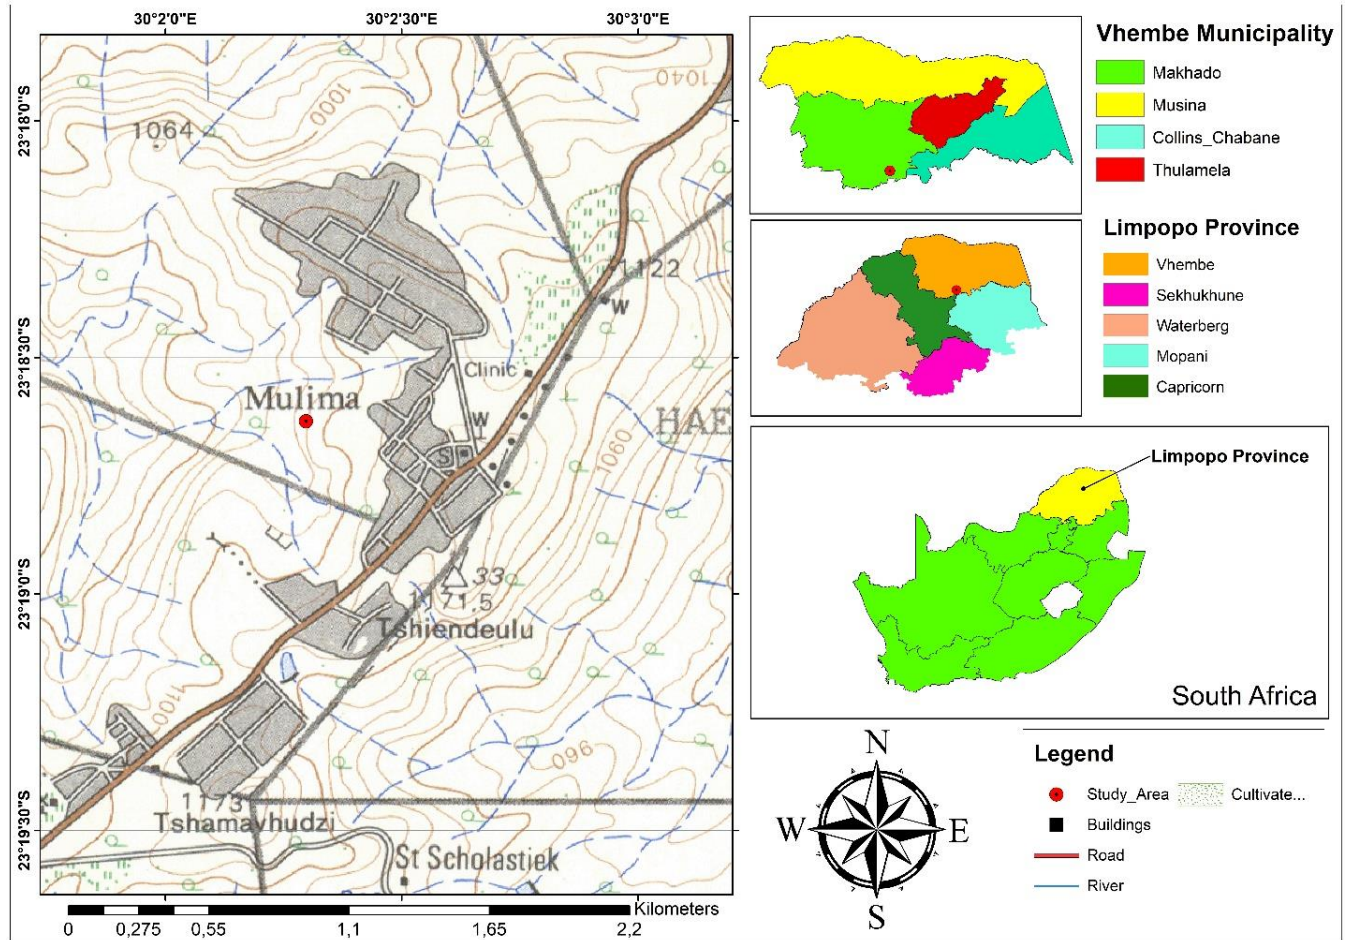 30°2'0"E 30°2'30"E 30°3'0"E
23°18'0"S
23°18'30"S
23°19'0"S
23°19'30"S
1040
1000
1064
1122
W
Clinic
Mulima
W
HAE
S
1060
Y E
33
1171,5
Tshiendeulu
1100
960
1173
Tshamavhudzi
St Scholastiek
Kilometers
0 0,275 0,55 1,1 1,65 2,2
Vhembe Municipality
Makhado
Musina
Collins_Chabane
Thulamela
Limpopo Province
Vhembe
Sekhukhune
Waterberg
Mopani
Capricorn
Limpopo Province
South Africa
N
W E
S
Legend
Study_Area Cultivate...
Buildings
Road
River